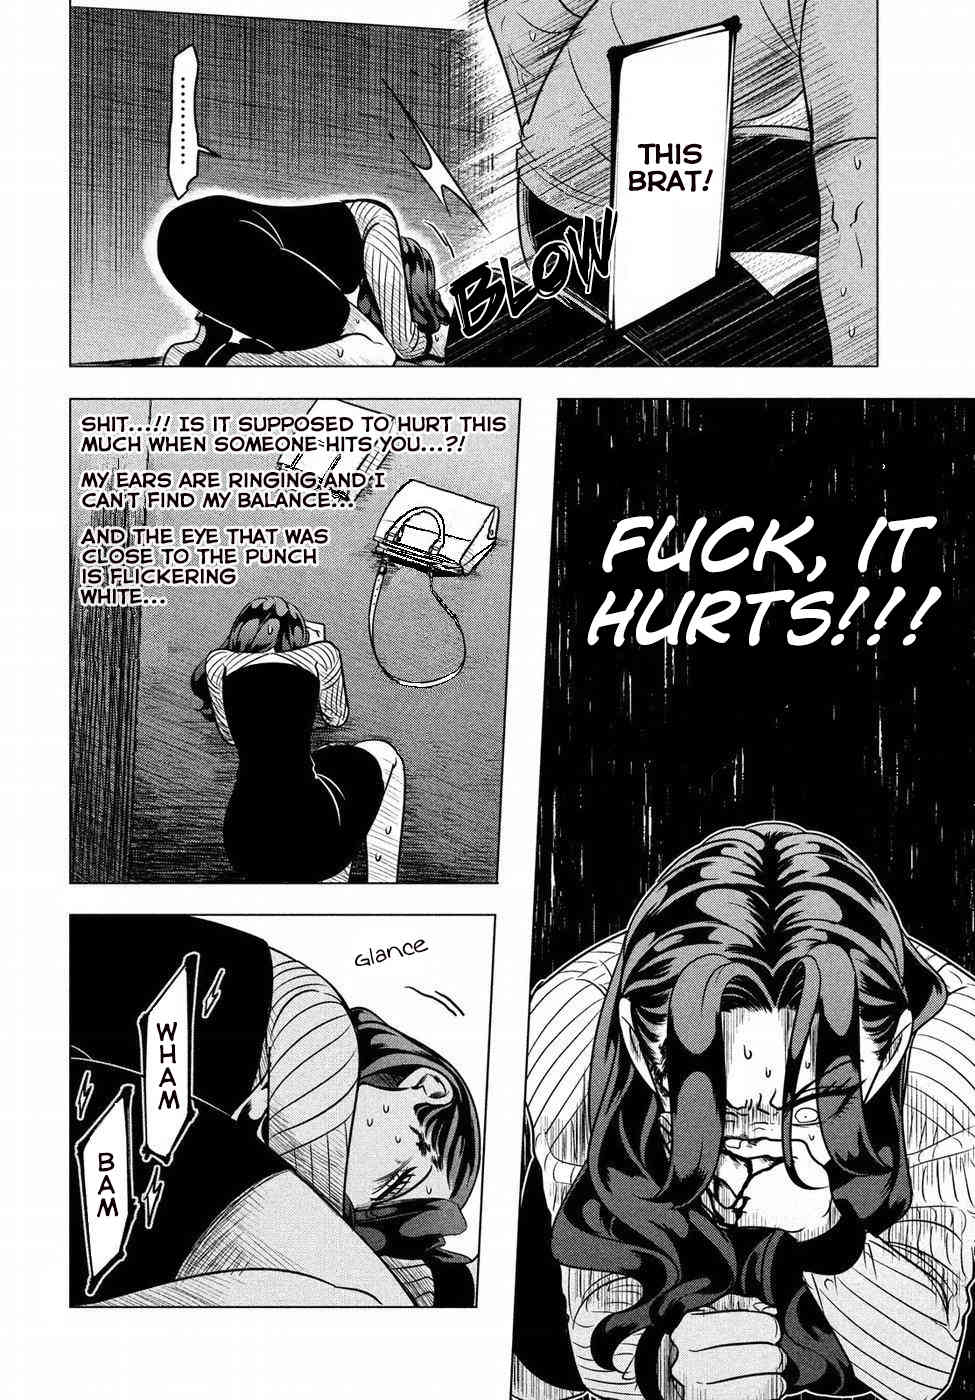 THIS
BRAT!
BLOW
.........
FUCK, IT
HURTS!!!
SHIT...!! IS IT SUPPOSED TO HURT THIS
MUCH WHEN SOMEONE HITS YOU...?!
MY EARS ARE RINGING AND I
CAN'T FIND MY BALANCE...
AND THE EYE THAT WAS
CLOSE TO THE PUNCH
IS FLICKERING
WHITE...
Glance
WHAM
BAM